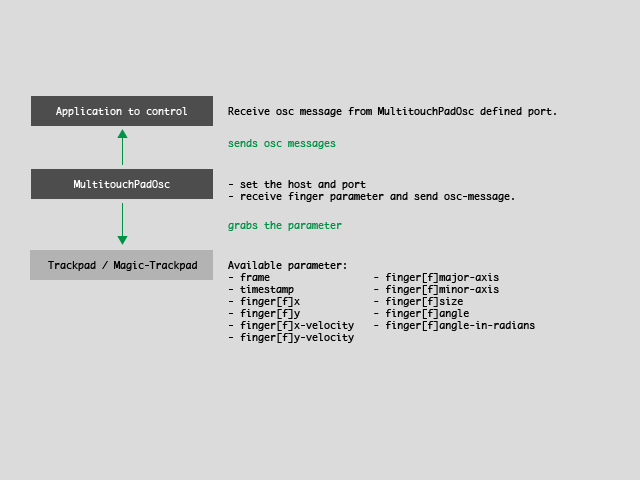 Application to control
Receive osc message from MultitouchPadOsc defined port.
sends osc messages
MultitouchPadOsc
- set the host and port
- receive finger parameter and send osc-message.
grabs the parameter
Trackpad / Magic-Trackpad
Available parameter:
- frame
- timestamp
- finger[f]x
- finger[f]y
- finger[f]x-velocity
- finger[f]y-velocity
- finger[f]major-axis
- finger[f]minor-axis
- finger[f]size
- finger[f]angle
- finger[f]angle-in-radians